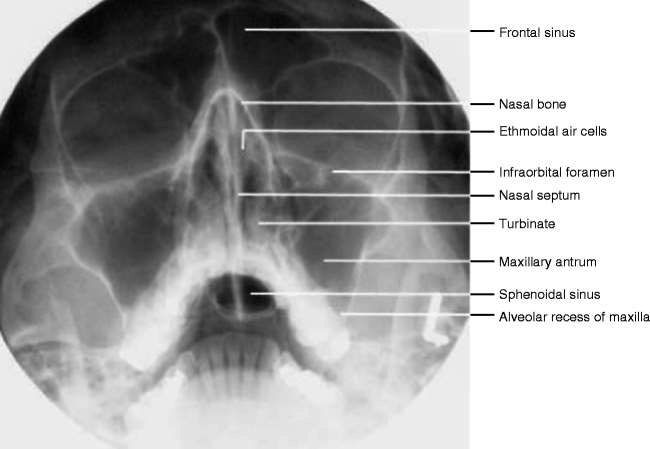 Frontal sinus
Nasal bone
Ethmoidal air cells
Infraorbital foramen
Nasal septum
Turbinate
Maxillary antrum
Sphenoidal sinus
Alveolar recess of maxilla
L